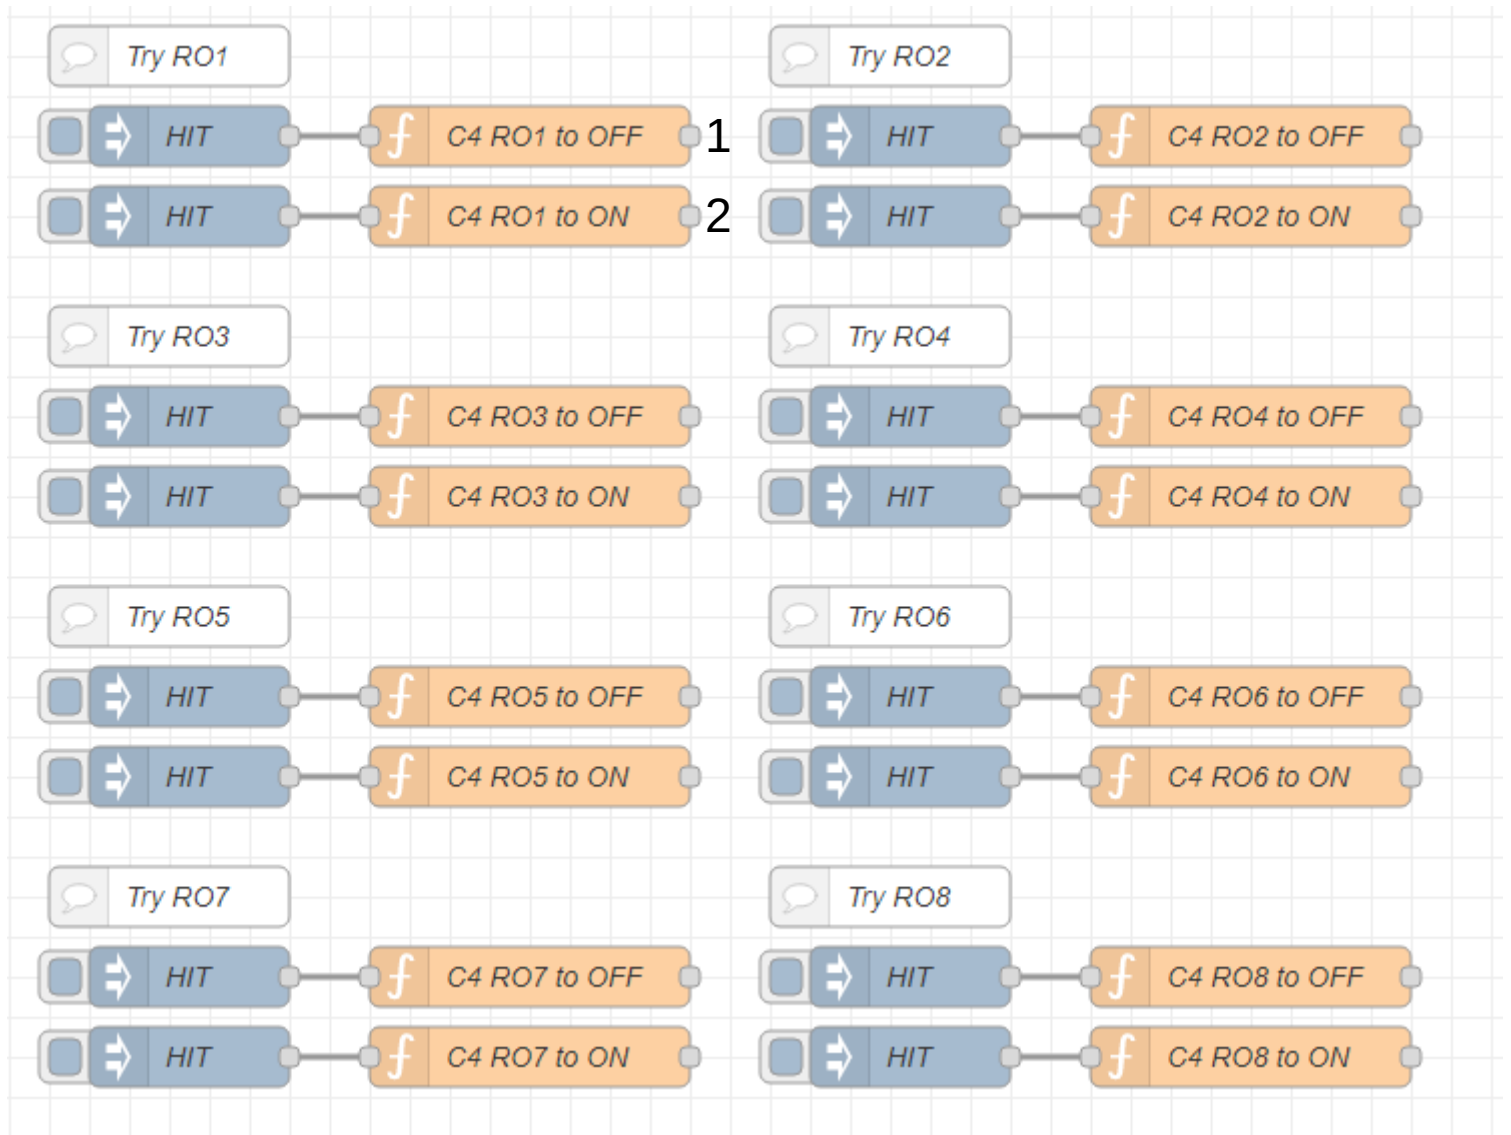 Try RO1
HIT C4 RO1 to OFF 1
HIT C4 RO1 to ON 2
Try RO2
HIT C4 RO2 to OFF
HIT C4 RO2 to ON
Try RO3
HIT C4 RO3 to OFF
HIT C4 RO3 to ON
Try RO4
HIT C4 RO4 to OFF
HIT C4 RO4 to ON
Try RO5
HIT C4 RO5 to OFF
HIT C4 RO5 to ON
Try RO6
HIT C4 RO6 to OFF
HIT C4 RO6 to ON
Try RO7
HIT C4 RO7 to OFF
HIT C4 RO7 to ON
Try RO8
HIT C4 RO8 to OFF
HIT C4 RO8 to ON